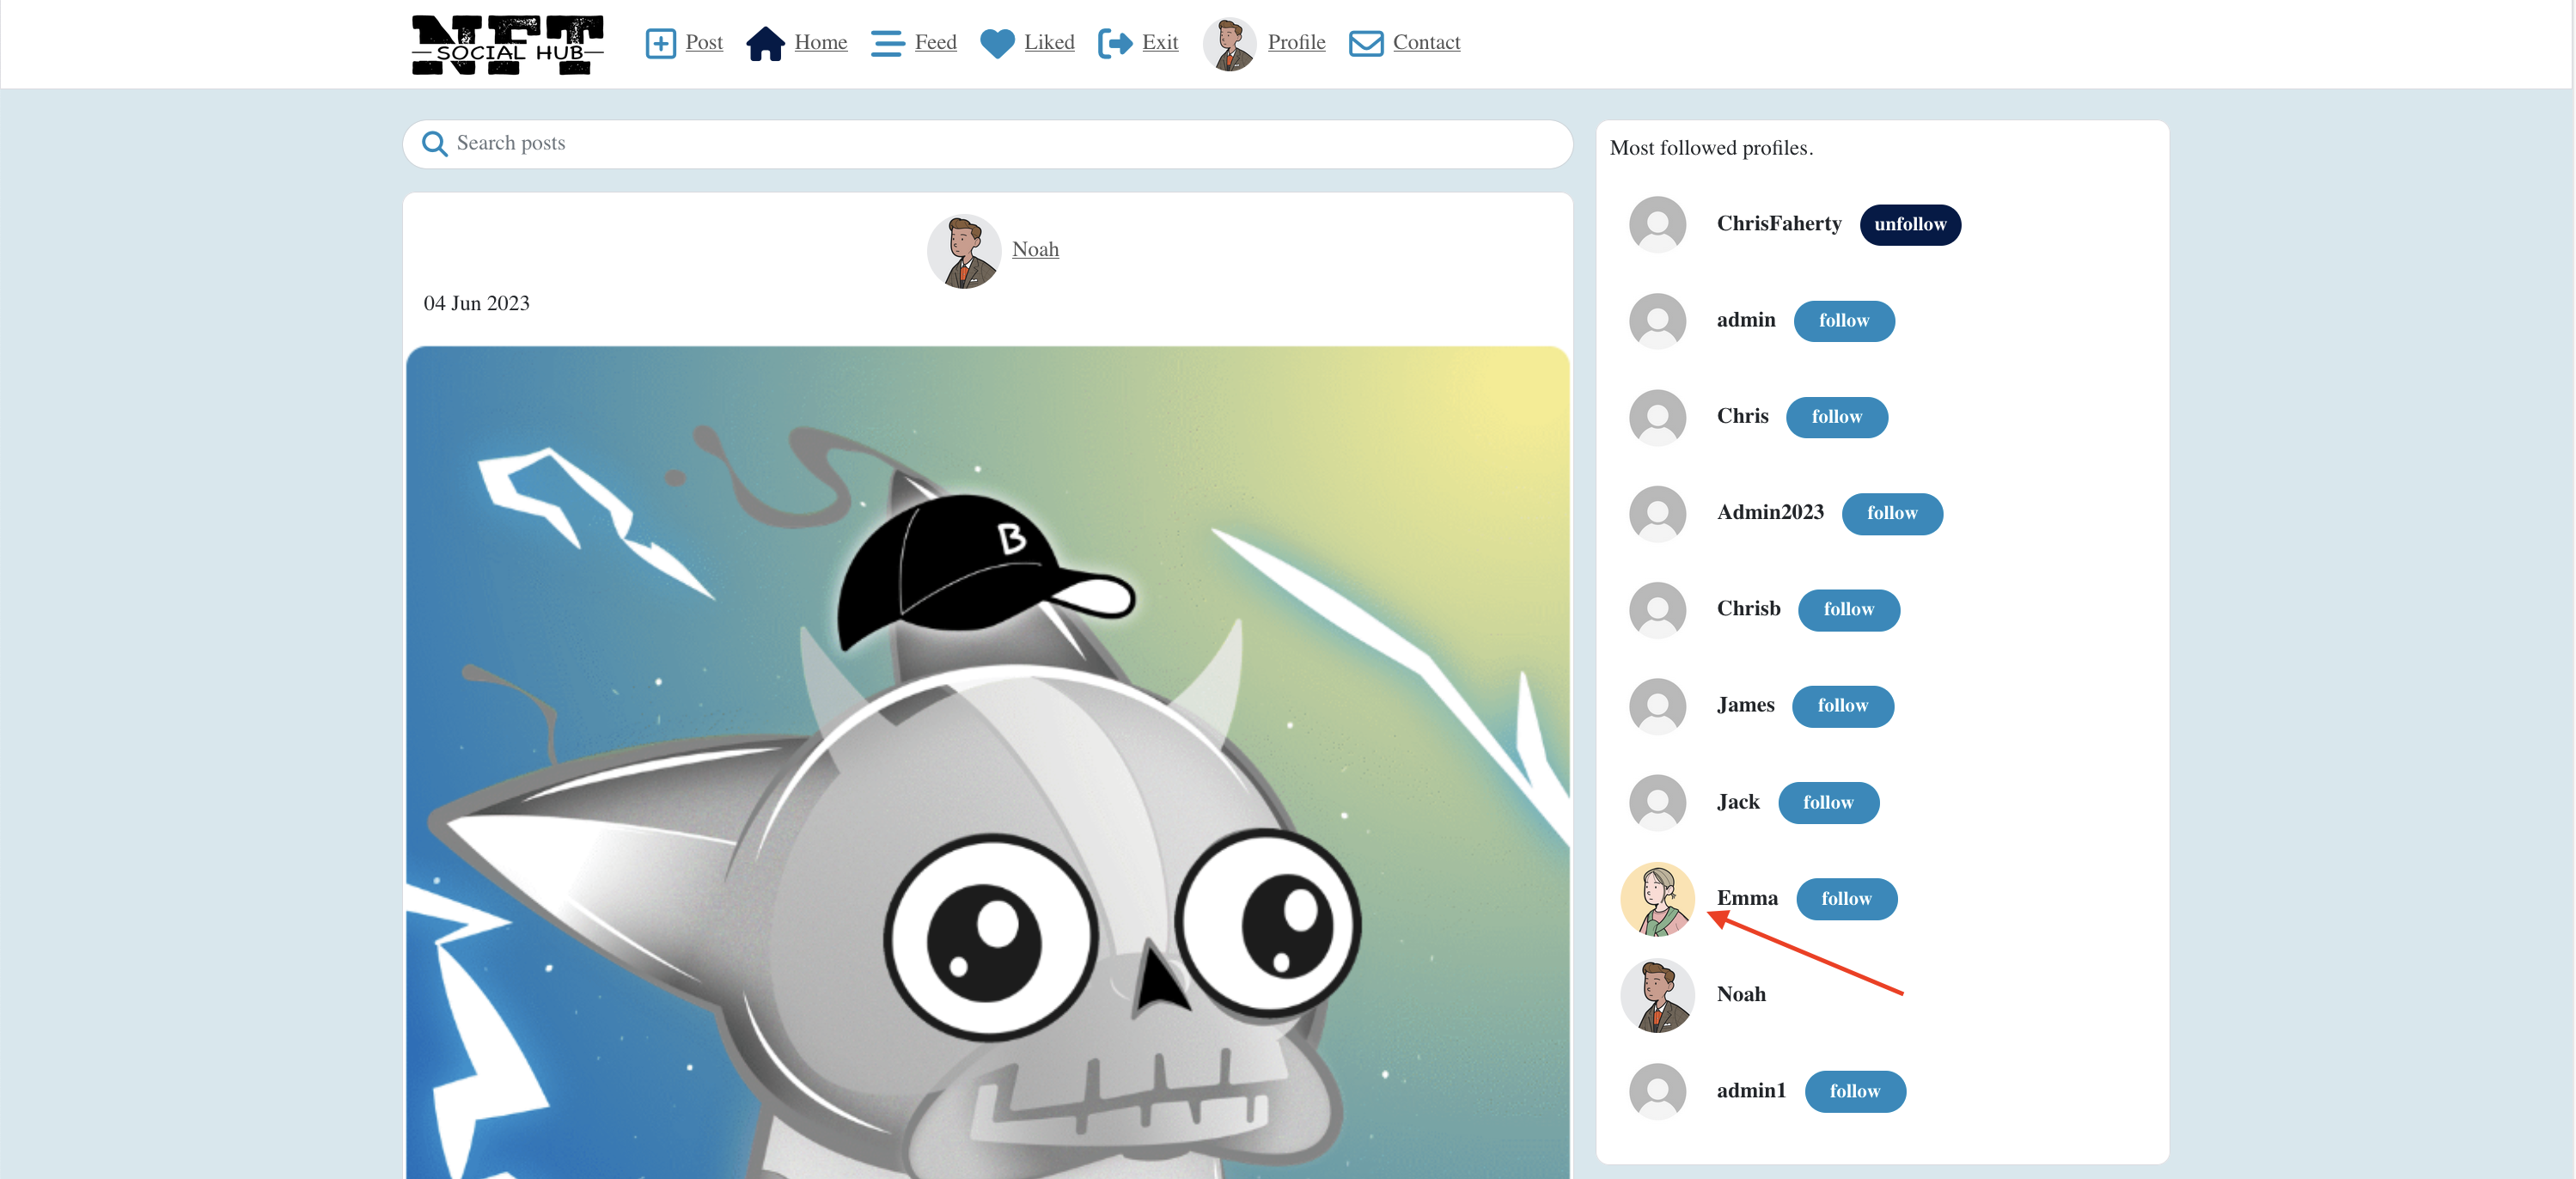 NFT
SOCIAL HUB
Post Home Feed Liked Exit Profile Contact
Search posts
Noah
04 Jun 2023
B
Most followed profiles.
ChrisFaherty unfollow
admin follow
Chris follow
Admin2023 follow
Chrisb follow
James follow
Jack follow
Emma follow
Noah
admin1 follow